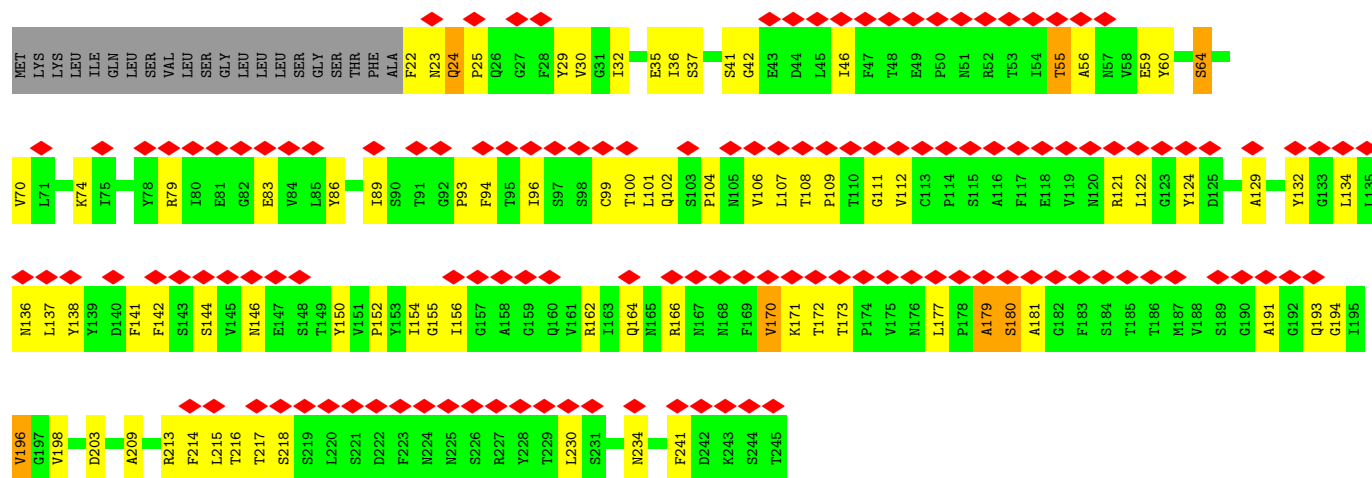 MET LYS LYS LEU ILE GLN LEU SER VAL LEU SER GLY LEU LEU LEU SER GLY SER THR PHE ALA F22 N23 Q24 P25 Q26 G27 F28 Y29 V30 G31 I32 E35 I36 S37 S41 G42 E43 D44 L45 I46 F47 T48 E49 P50 N51 R52 T53 I54 T55 A56 N57 V58 E59 Y60 S64
V70 L71 K74 I75 Y78 R79 I80 E81 G82 E83 V84 L85 Y86 I89 S90 T91 G92 P93 F94 T95 I96 S97 S98 C99 T100 L101 Q102 S103 P104 N105 V106 L107 T108 P109 T110 G111 V112 C113 P114 S115 A116 F117 E118 V119 N120 R121 L122 G123 Y124 D125 A129 Y132 G133 L134 L135
N136 L137 Y138 Y139 D140 F141 F142 S143 S144 V145 N146 E147 S148 T149 Y150 V151 P152 Y153 I154 G155 I156 G157 A158 G159 Q160 V161 R162 I163 Q164 N165 R166 N167 N168 F169 V170 K171 T172 T173 P174 V175 N176 L177 P178 A179 S180 A181 G182 F183 S184 T185 T186 M187 V188 S189 G190 A191 G192 Q193 G194 I195
V196 G197 V198 D203 A209 R213 F214 L215 T216 T217 S218 S219 L220 S221 D222 F223 N224 N225 S226 R227 Y228 T229 L230 S231 N234 F241 D242 K243 S244 T245